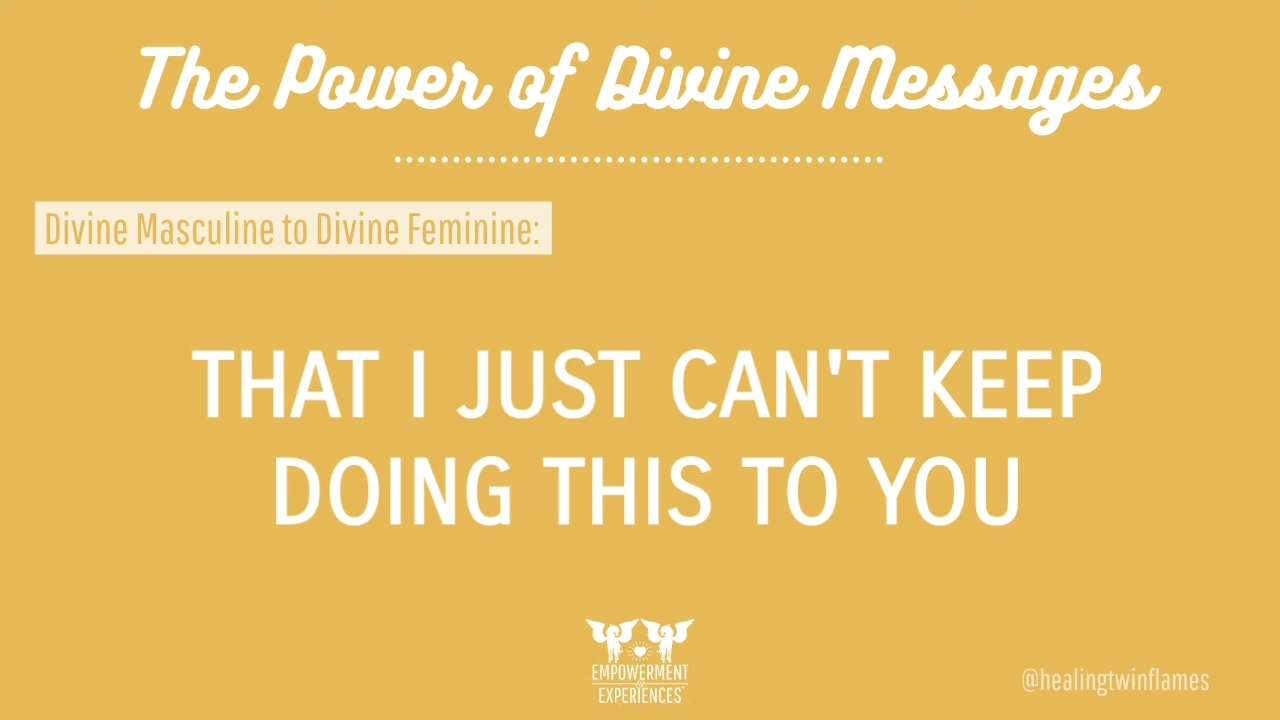 The Power of Divine Messages
Divine Masculine to Divine Feminine:
THAT I JUST CAN'T KEEP
DOING THIS TO YOU
EMPOWERMENT
EXPERIENCES
@healingtwinflames